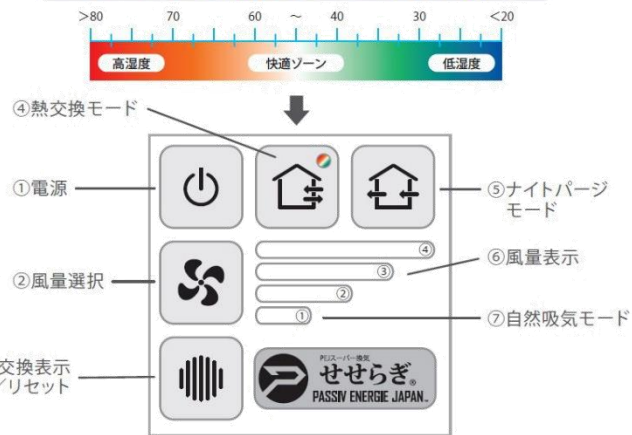 >80 70 60 ～ 40 30 <20
高湿度 快適ゾーン 低湿度
④熱交換モード
①電源
⑤ナイトパージ
モード
④
③
⑥風量表示
②風量選択
②
①
⑦自然吸気モード
交換表示
/リセット
PEJスーパー換気
せせらぎ®
PASSIV ENERGIE JAPAN™